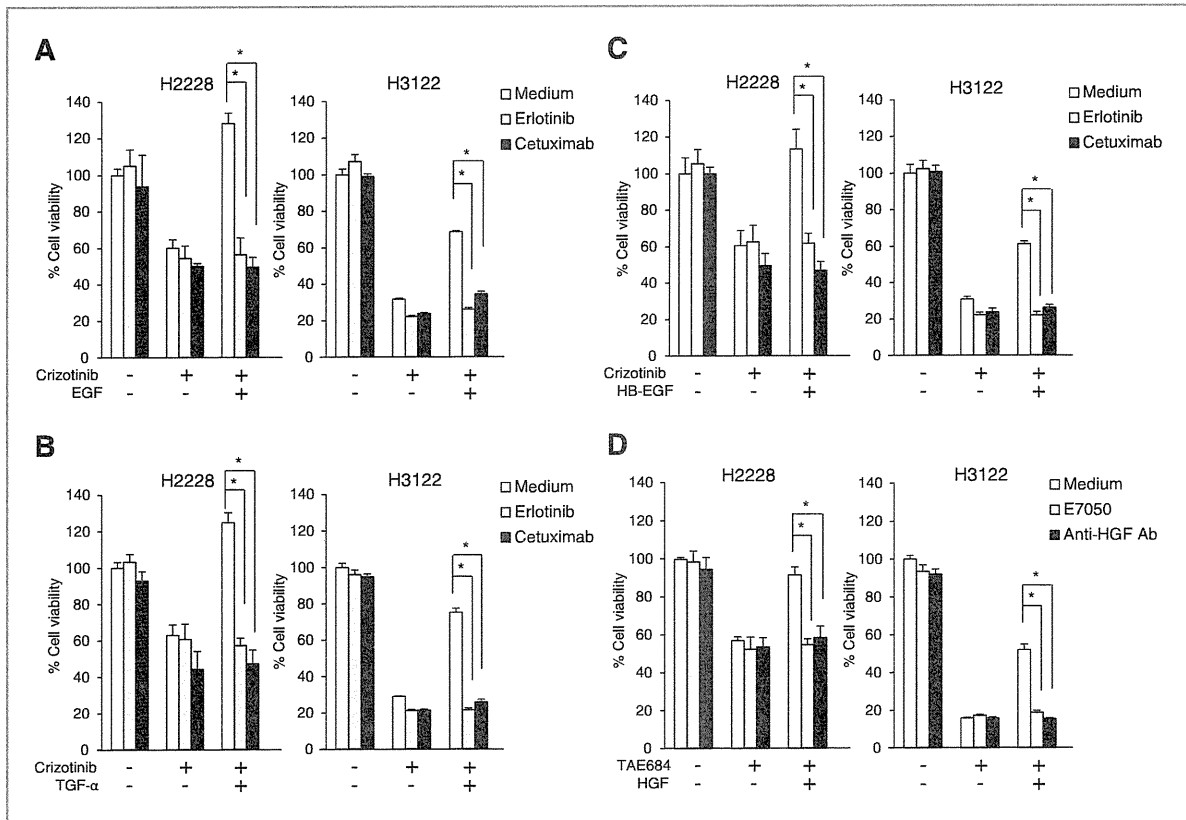 A
H2228
H3122
Medium
Erlotinib
Cetuximab
% Cell viability
140
120
100
80
60
40
20
0
% Cell viability
140
120
100
80
60
40
20
0
* *
* *
Crizotinib - + + - + +
EGF - - + - - +
B
H2228
H3122
Medium
Erlotinib
Cetuximab
% Cell viability
140
120
100
80
60
40
20
0
% Cell viability
140
120
100
80
60
40
20
0
* *
* *
Crizotinib - + + - + +
TGF-α - - + - - +
C
H2228
H3122
Medium
Erlotinib
Cetuximab
% Cell viability
140
120
100
80
60
40
20
0
% Cell viability
140
120
100
80
60
40
20
0
* *
* *
Crizotinib - + + - + +
HB-EGF - - + - - +
D
H2228
H3122
Medium
E7050
Anti-HGF Ab
% Cell viability
140
120
100
80
60
40
20
0
% Cell viability
140
120
100
80
60
40
20
0
* *
* *
TAE684 - + + - + +
HGF - - + - - +